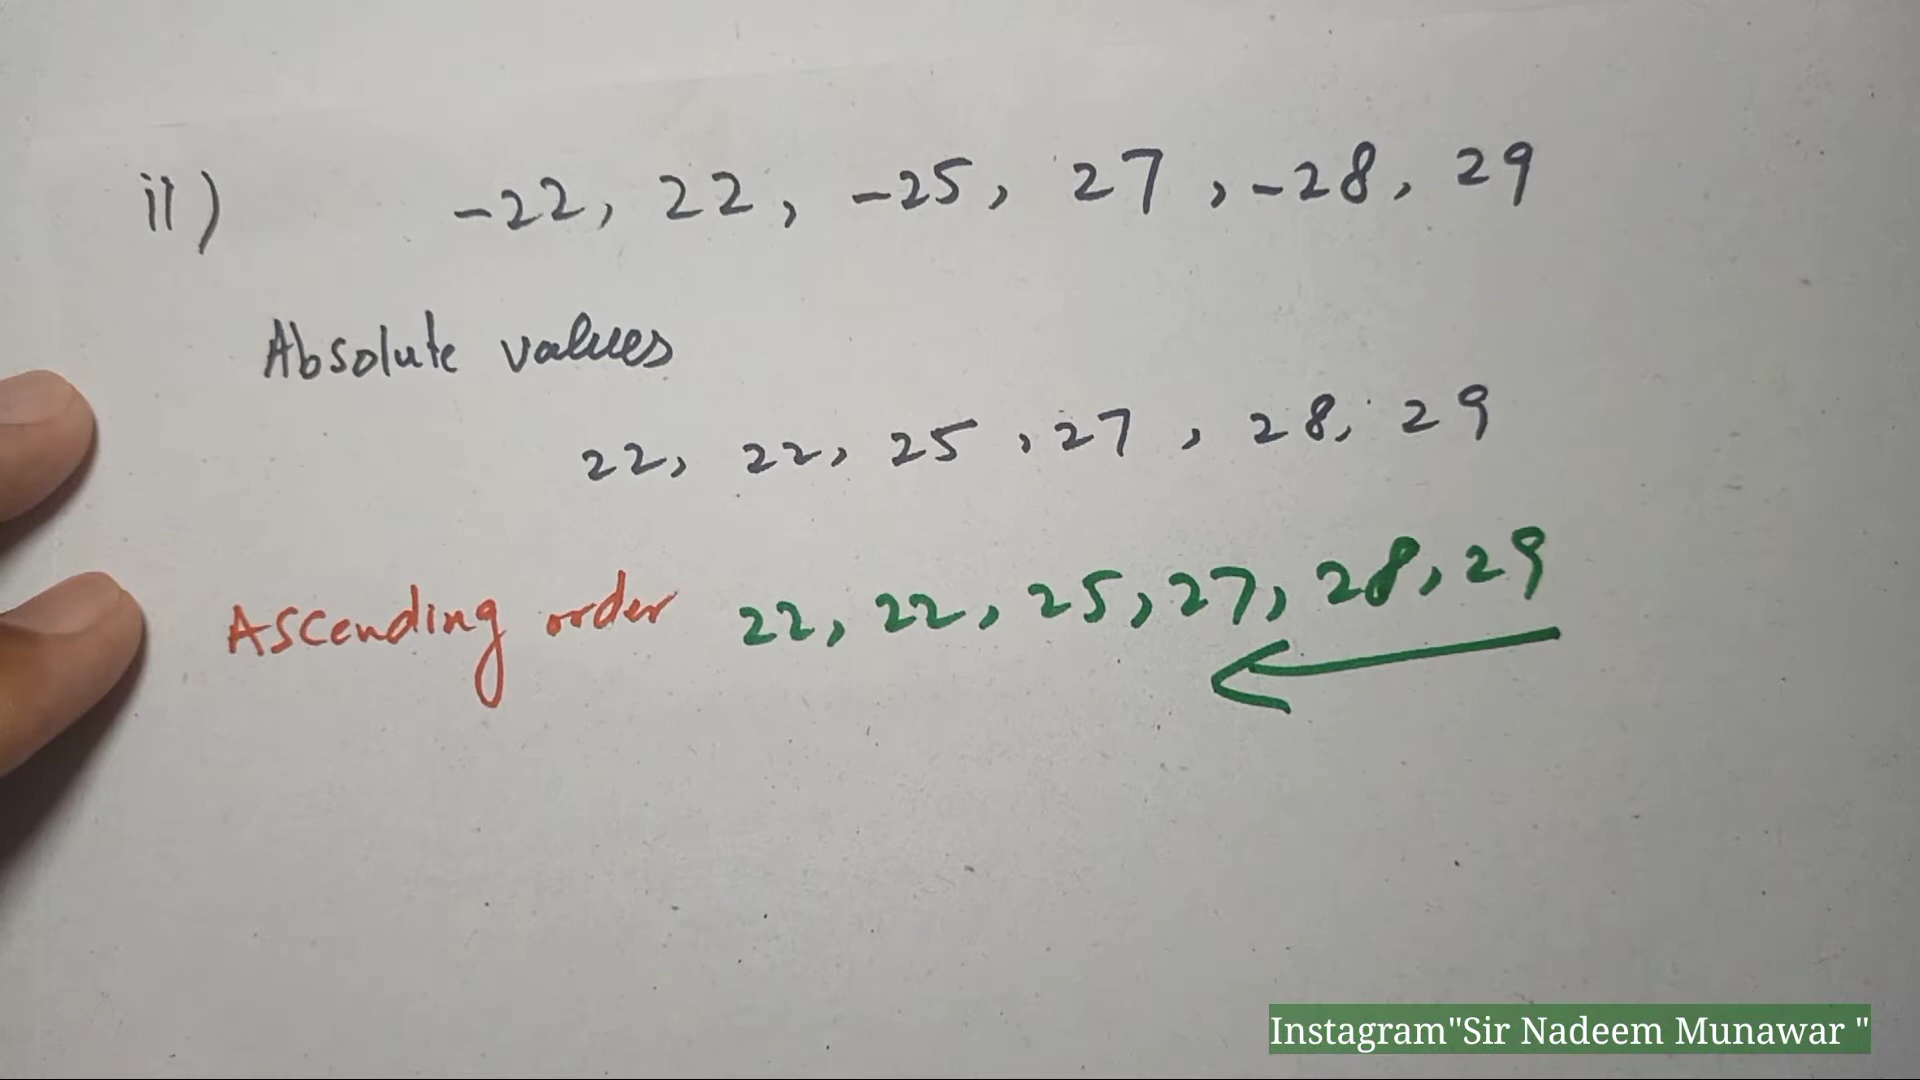 ii) -22, 22, -25, 27, -28, 29
Absolute values
22, 22, 25, 27, 28, 29
Ascending order 22, 22, 25, 27, 28, 29
Instagram"Sir Nadeem Munawar "